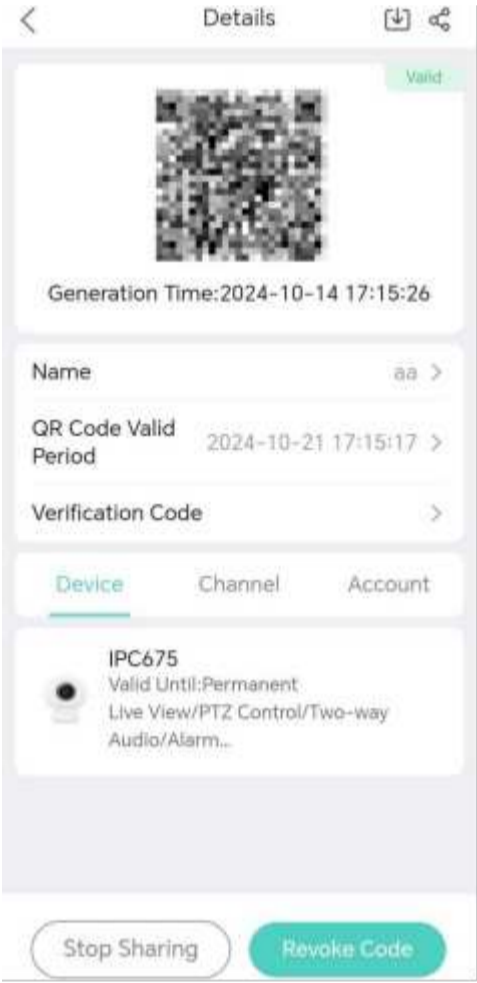 Details
Valid
Generation Time:2024-10-14 17:15:26
Name
aa
QR Code Valid
Period
2024-10-21 17:15:17
Verification Code
Device
Channel
Account
IPC675
Valid Until:Permanent
Live View/PTZ Control/Two-way
Audio/Alarm...
Stop Sharing
Revoke Code